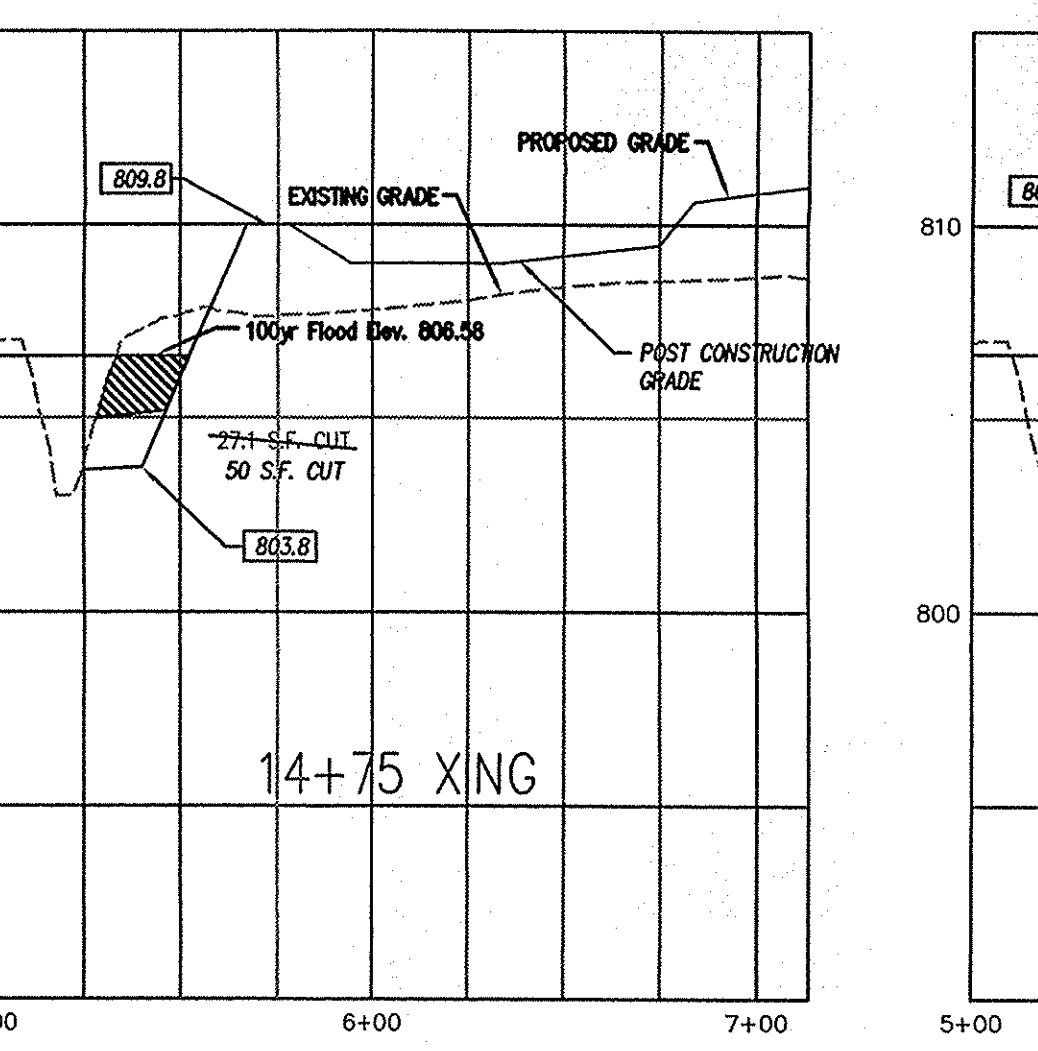 PROPOSED GRADE
809.8
EXISTING GRADE
810
100yr Flood Elev. 806.58
POST CONSTRUCTION
GRADE
27.1 S.F. CUT
50 S.F. CUT
803.8
800
14+75 XING
6+00
7+00
5+00